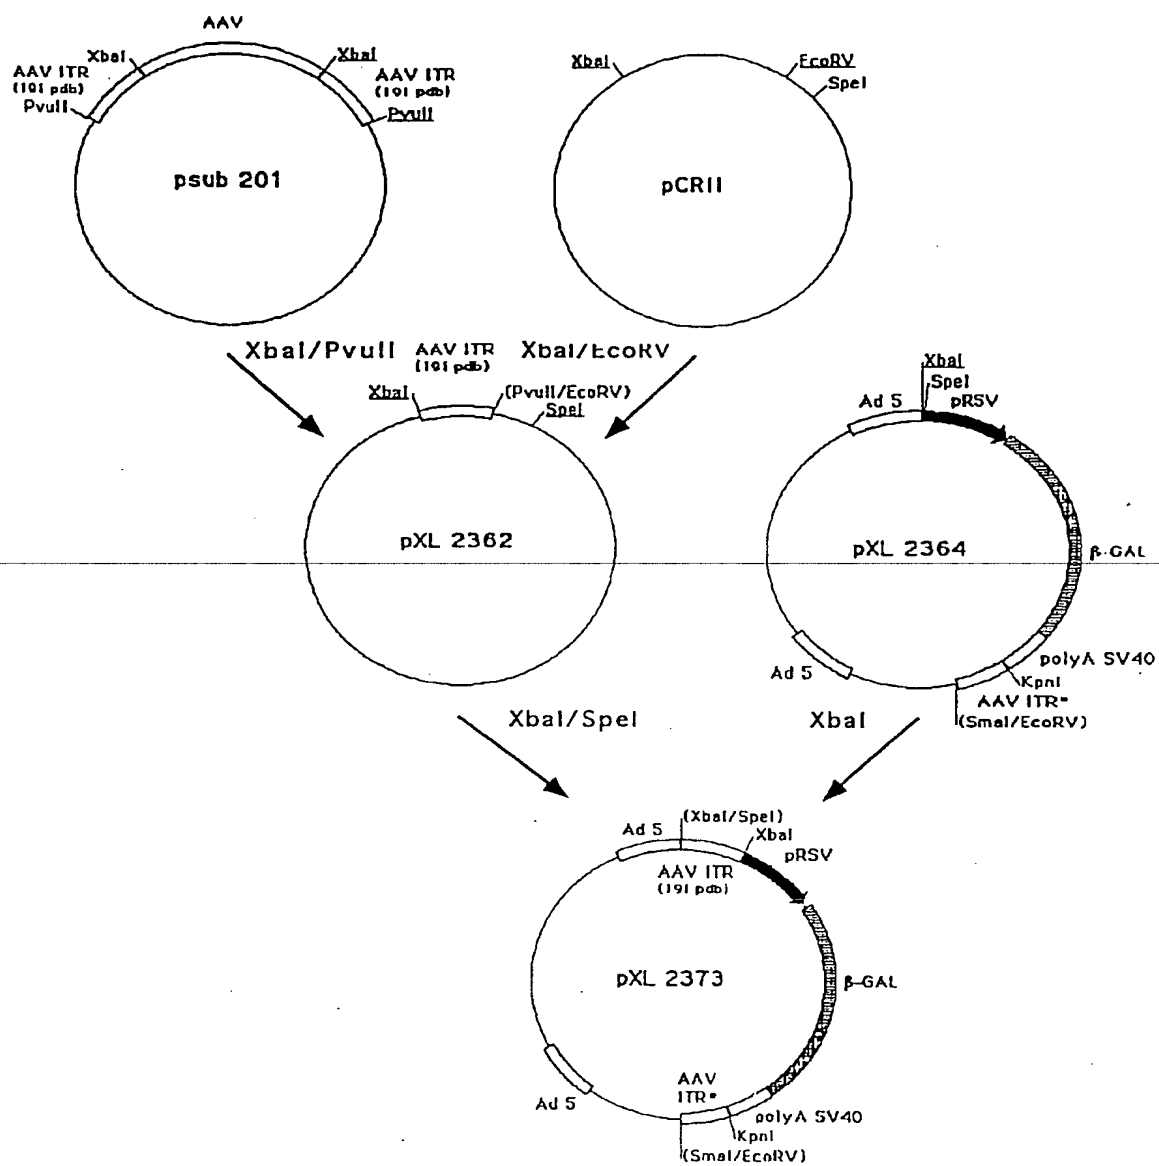 AAV
XbaI
XbaI
AAV ITR
(191 pdb)
PvuII
AAV ITR
(191 pdb)
PvuII
psub 201
XbaI
EcoRV
SpeI
pCRII
XbaI/PvuII
AAV ITR
(191 pdb)
XbaI/EcoRV
XbaI
(PvuII/EcoRV)
SpeI
pXL 2362
XbaI
SpeI
Ad 5
pRSV
pXL 2364
β-GAL
Ad 5
polyA SV40
KpnI
AAV ITR*
(SmaI/EcoRV)
XbaI/SpeI
XbaI
(XbaI/SpeI)
Ad 5
XbaI
pRSV
AAV ITR
(191 pdb)
pXL 2373
β-GAL
Ad 5
AAV
ITR*
polyA SV40
KpnI
(SmaI/EcoRV)